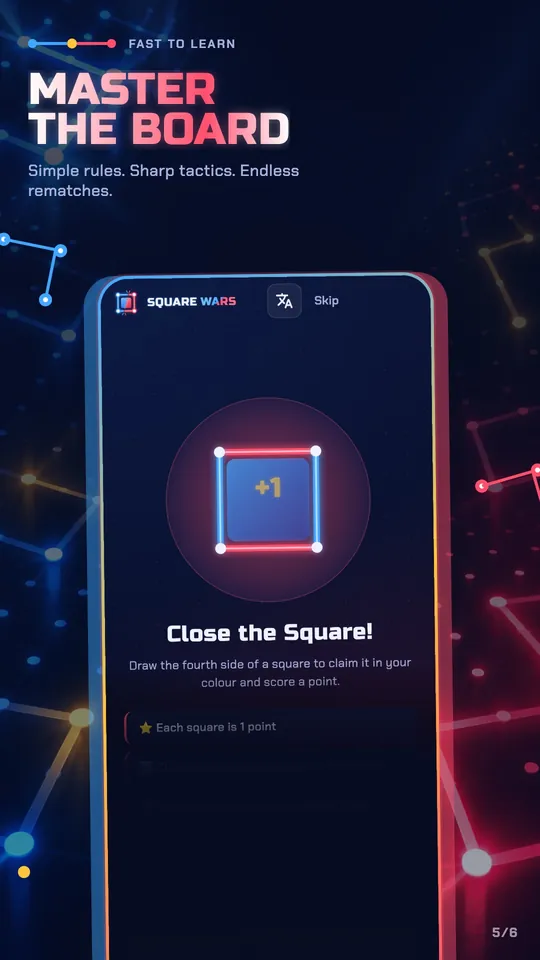 FAST TO LEARN
MASTER
THE BOARD
Simple rules. Sharp tactics. Endless
rematches.
SQUARE WARS
Skip
+1
Close the Square!
Draw the fourth side of a square to claim it in your
colour and score a point.
⭐ Each square is 1 point
5/6